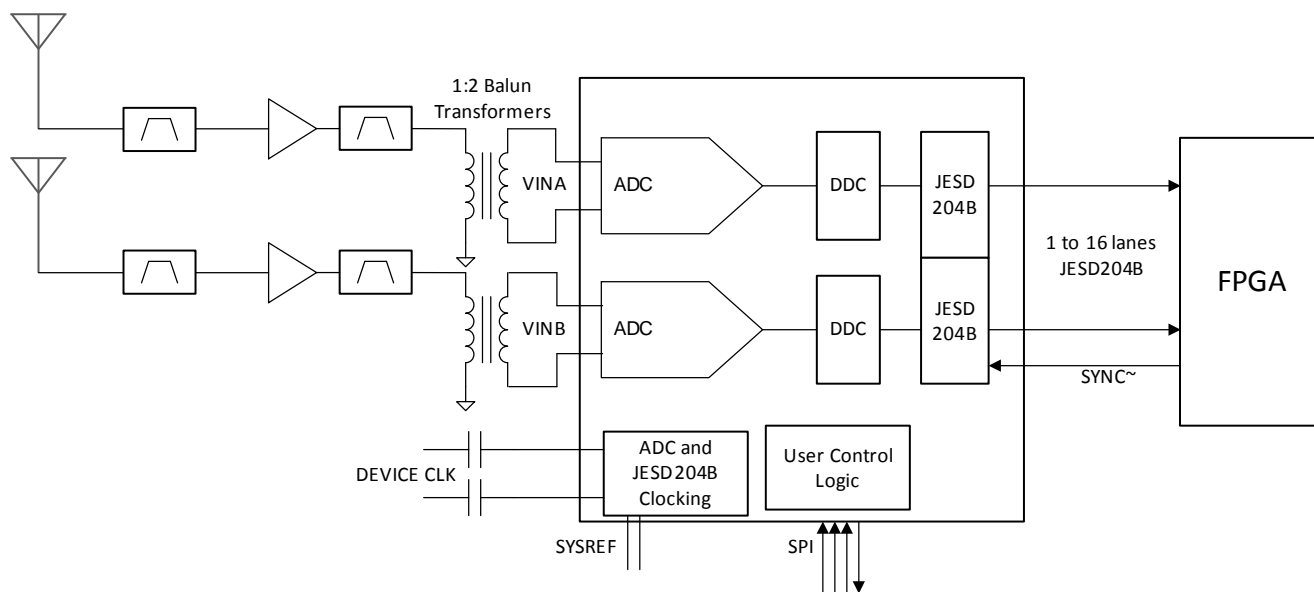 1:2 Balun
Transformers
VINA
ADC
DDC
JESD
204B
1 to 16 lanes
JESD204B
FPGA
VINB
ADC
DDC
JESD
204B
SYNC~
DEVICE CLK
ADC and
JESD204B
Clocking
User Control
Logic
SYSREF
SPI